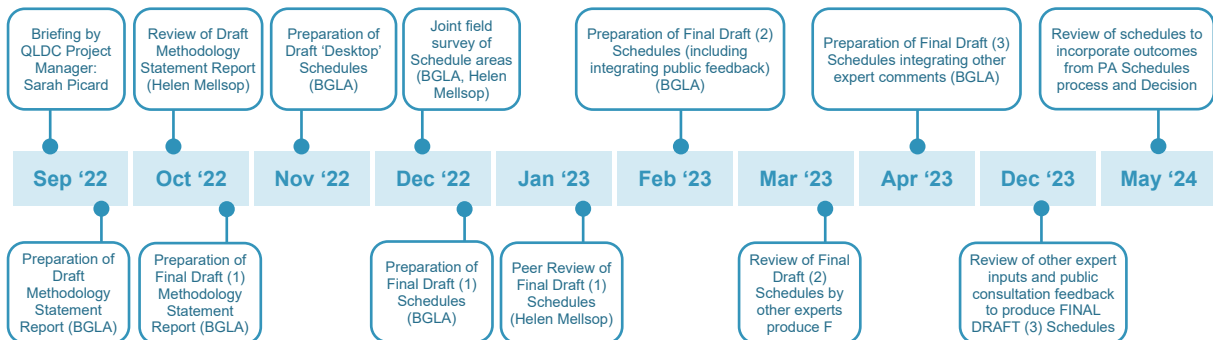 Briefing by
QLDC Project
Manager:
Sarah Picard
Review of Draft
Methodology
Statement Report
(Helen Mellsop)
Preparation of
Draft ‘Desktop’
Schedules
(BGLA)
Joint field
survey of
Schedule areas
(BGLA, Helen
Mellsop)
Preparation of Final Draft (2)
Schedules (including
integrating public feedback)
(BGLA)
Preparation of Final Draft (3)
Schedules integrating other
expert comments (BGLA)
Review of schedules to
incorporate outcomes
from PA Schedules
process and Decision
Sep ‘22
Oct ‘22
Nov ‘22
Dec ‘22
Jan ‘23
Feb ‘23
Mar ‘23
Apr ‘23
Dec ‘23
May ‘24
Preparation of
Draft
Methodology
Statement
Report (BGLA)
Preparation of
Final Draft (1)
Methodology
Statement
Report (BGLA)
Preparation of
Final Draft (1)
Schedules
(BGLA)
Peer Review of
Final Draft (1)
Schedules
(Helen Mellsop)
Review of Final
Draft (2)
Schedules by
other experts
produce F
Review of other expert
inputs and public
consultation feedback
to produce FINAL
DRAFT (3) Schedules